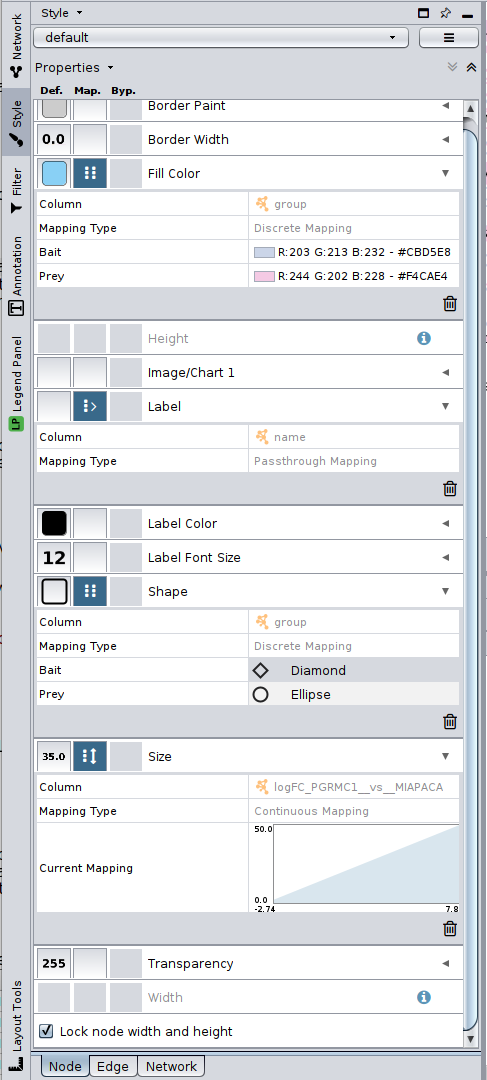 Style
default
Properties
Def. Map. Byp.
Border Paint
0.0 Border Width
Fill Color
Column group
Mapping Type Discrete Mapping
Bait R:203 G:213 B:232 - #CBD5E8
Prey R:244 G:202 B:228 - #F4CAE4
Height
Image/Chart 1
Label
Column name
Mapping Type Passthrough Mapping
Label Color
12 Label Font Size
Shape
Column group
Mapping Type Discrete Mapping
Bait Diamond
Prey Ellipse
35.0 Size
Column logFC_PGRMC1__vs__MIAPACA
Mapping Type Continuous Mapping
50.0
Current Mapping
0.0
-2.74 7.8
255 Transparency
Width
Lock node width and height
Node Edge Network
Network
Style
Filter
Annotation
LP Legend Panel
Layout Tools